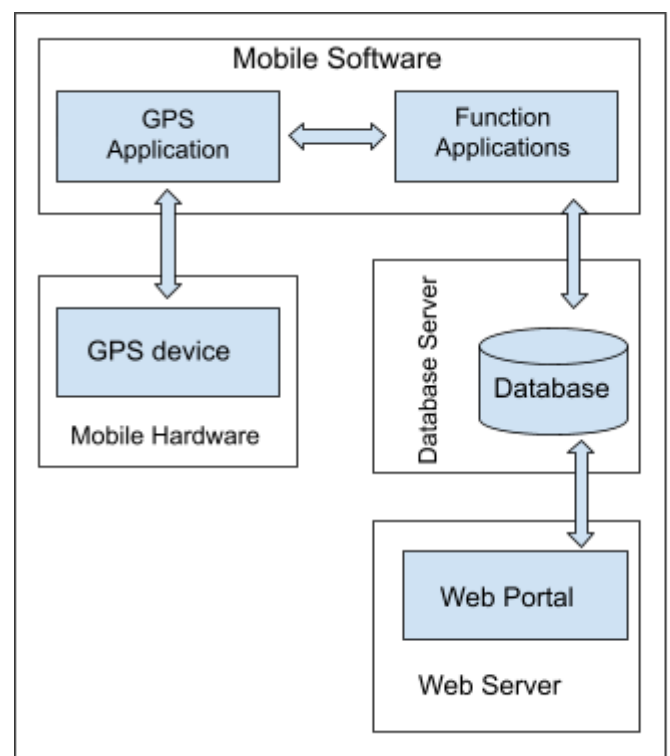 Mobile Software
GPS
Application
Function
Applications
GPS device
Mobile Hardware
Database Server
Database
Web Portal
Web Server